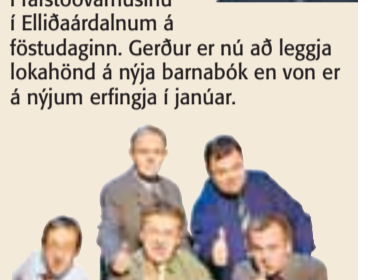 í Elliðaárdalnum á
föstudaginn. Gerður er nú að leggja
lokahönd á nýja barnabók en von er
á nýjum erfingja í janúar.